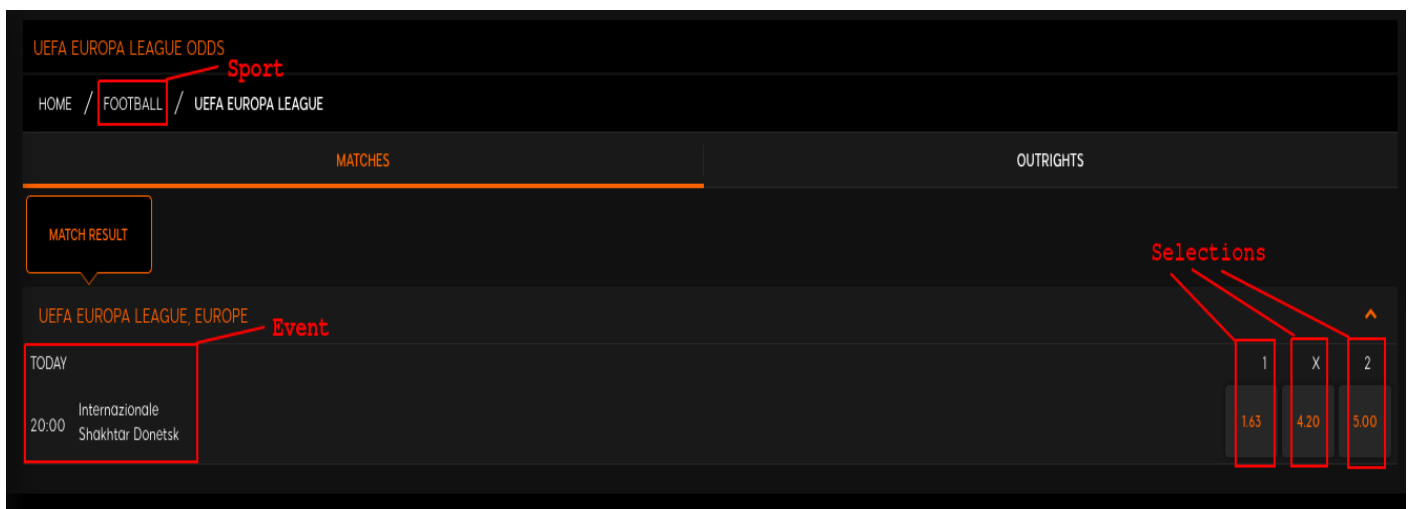 UEFA EUROPA LEAGUE ODDS
Sport
HOME / FOOTBALL / UEFA EUROPA LEAGUE
MATCHES OUTRIGHTS
MATCH RESULT
Selections
UEFA EUROPA LEAGUE, EUROPE
Event
TODAY 1 X 2
Internazionale
20:00 1.63 4.20 5.00
Shakhtar Donetsk